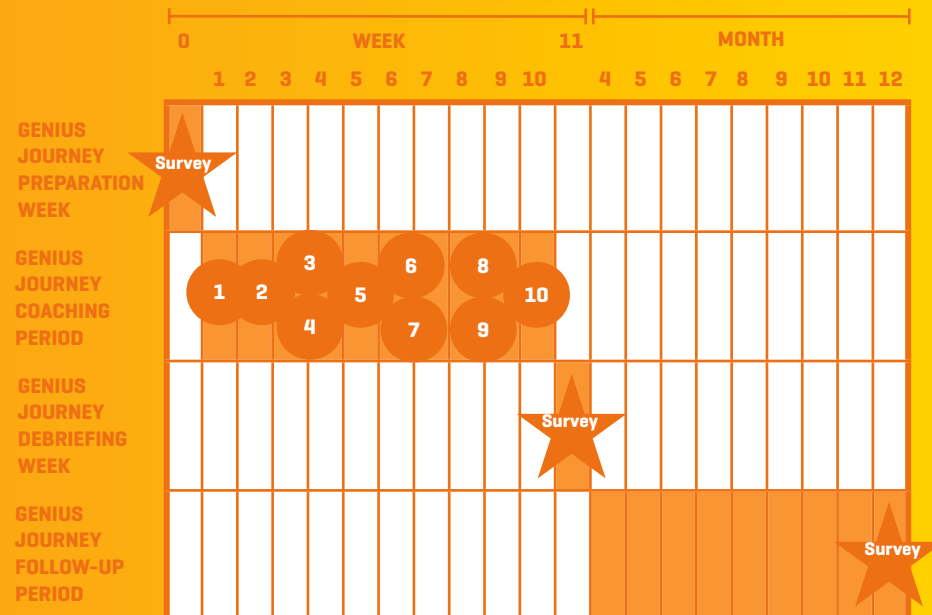 0 WEEK 11 MONTH
1 2 3 4 5 6 7 8 9 10 4 5 6 7 8 9 10 11 12
GENIUS
JOURNEY
PREPARATION
WEEK
Survey
GENIUS
JOURNEY
COACHING
PERIOD
1 2 3 4 5 6 7 8 9 10
GENIUS
JOURNEY
DEBRIEFING
WEEK
Survey
GENIUS
JOURNEY
FOLLOW-UP
PERIOD
Survey